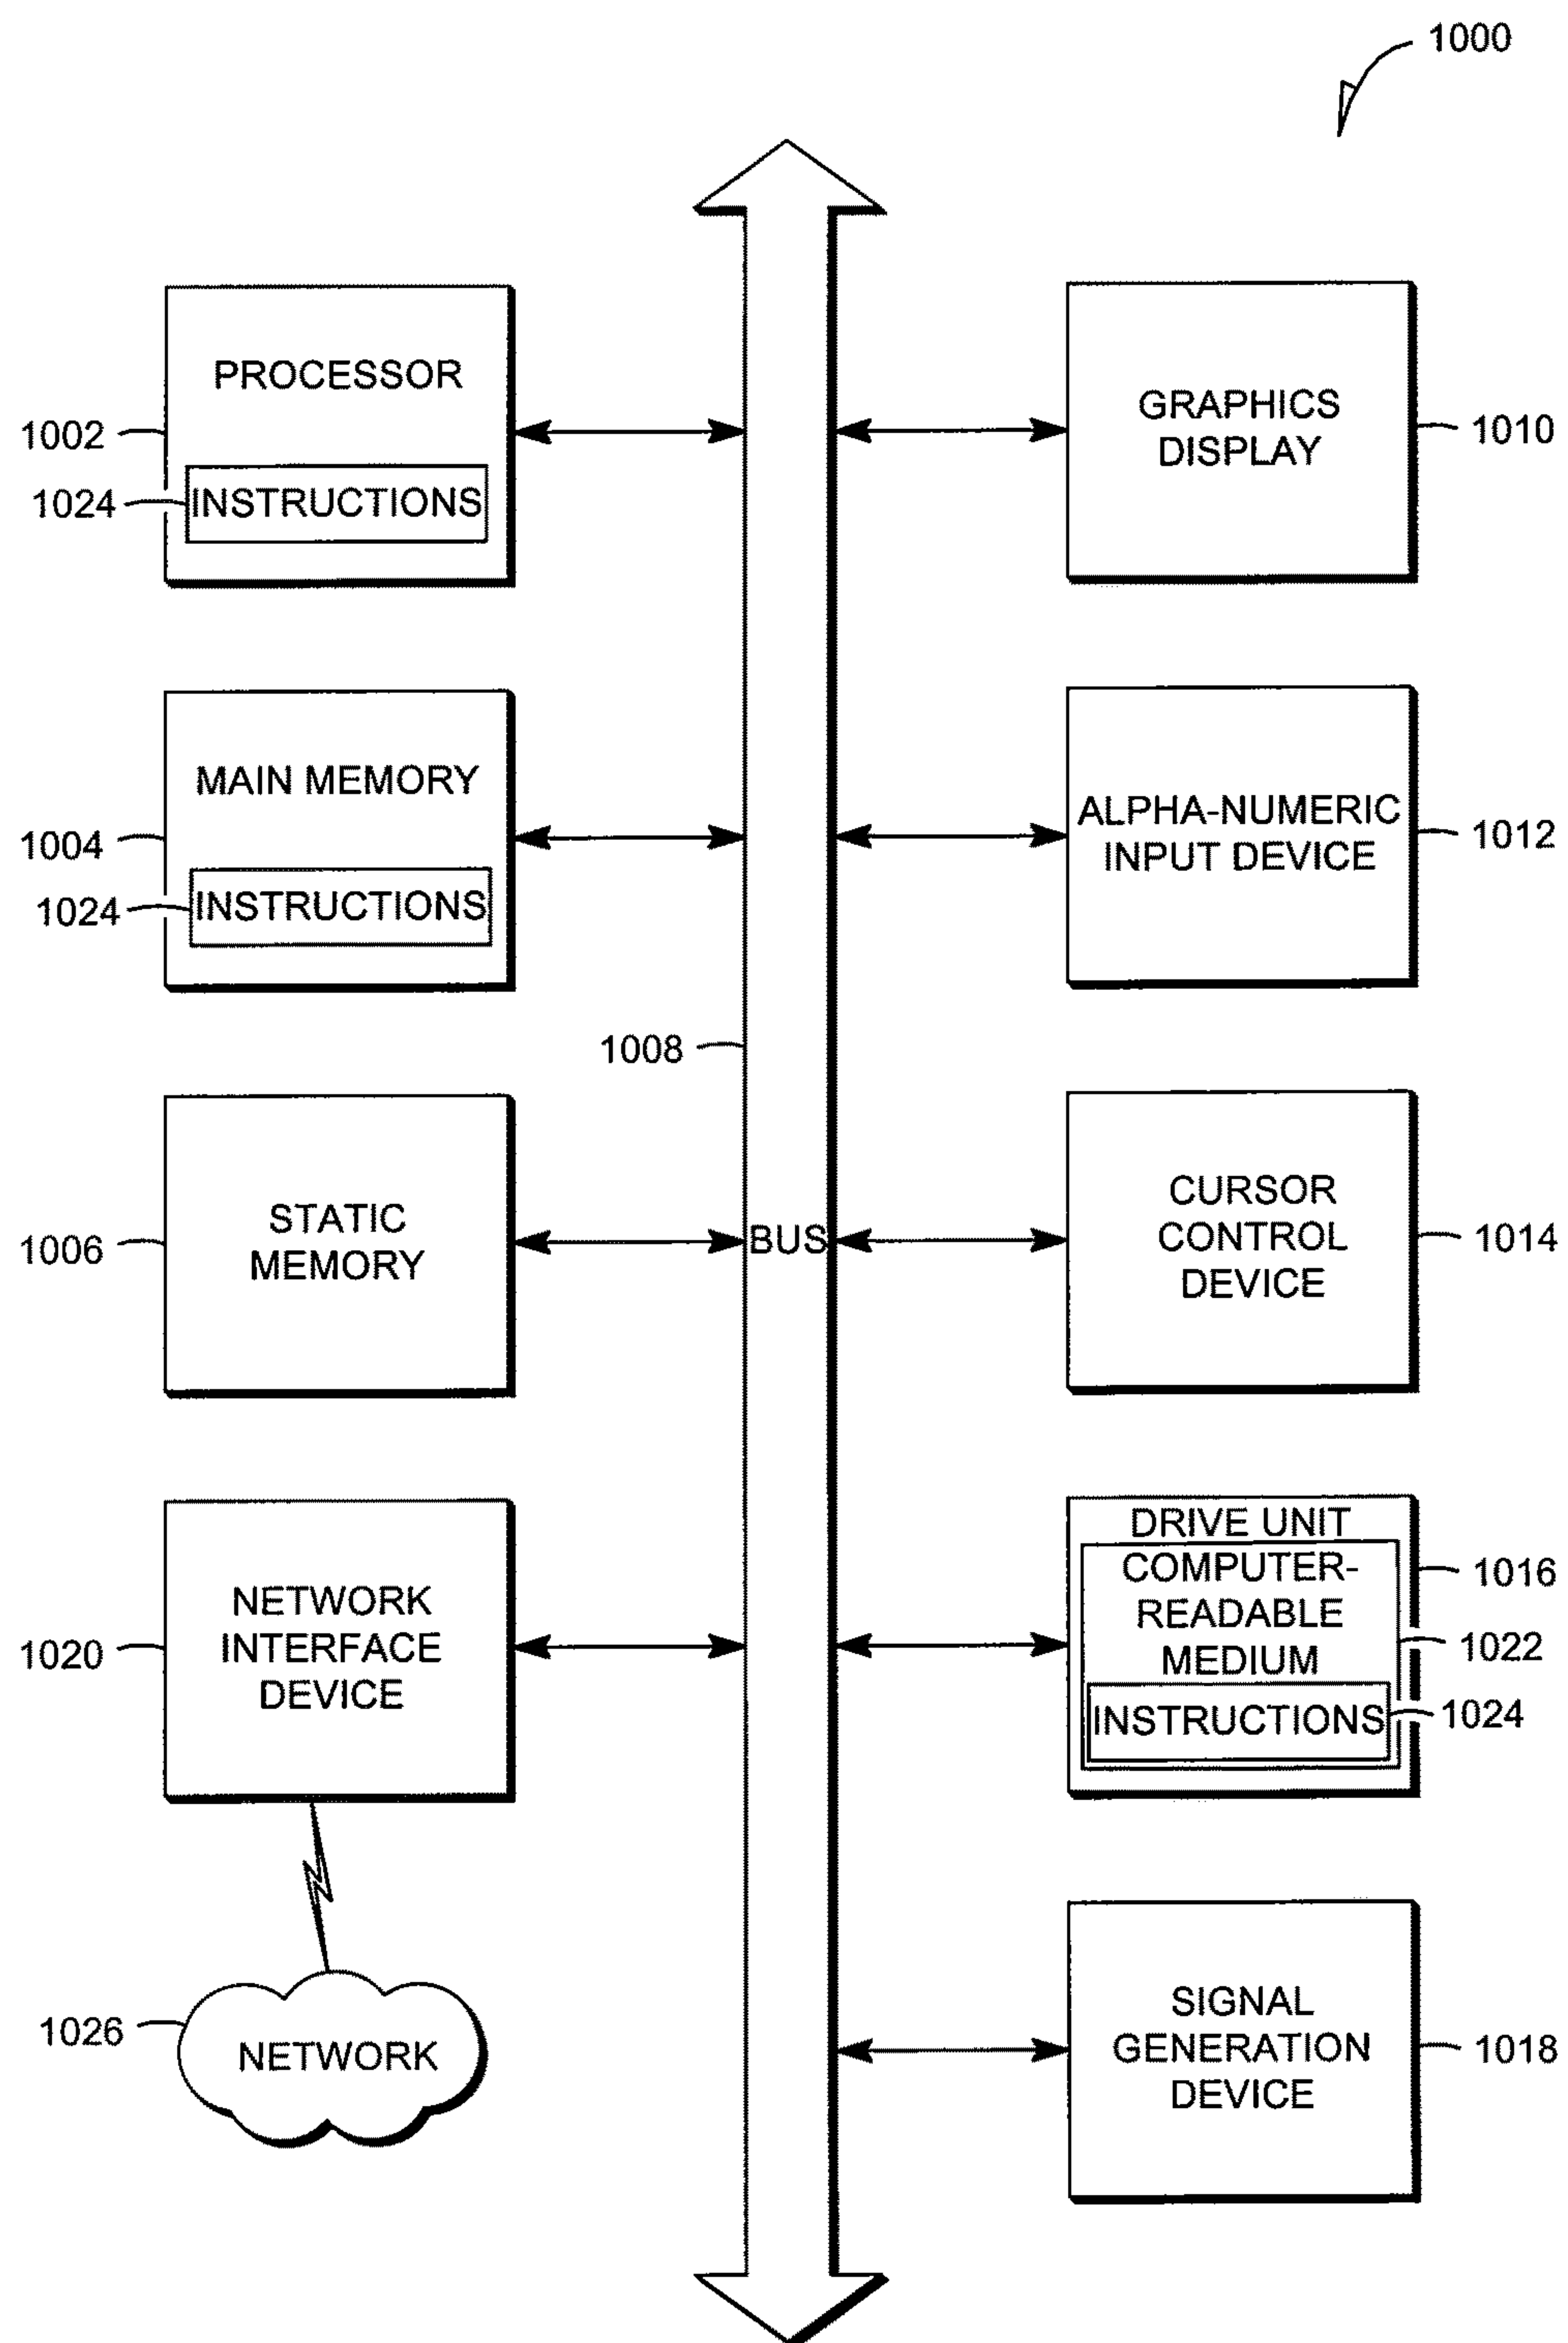 1000
PROCESSOR
1002
1024
INSTRUCTIONS
GRAPHICS
DISPLAY
1010
MAIN MEMORY
1004
1024
INSTRUCTIONS
ALPHA-NUMERIC
INPUT DEVICE
1012
1008
STATIC
MEMORY
1006
BUS
CURSOR
CONTROL
DEVICE
1014
NETWORK
INTERFACE
DEVICE
1020
DRIVE UNIT
1016
COMPUTER-
READABLE
MEDIUM
1022
INSTRUCTIONS
1024
1026
NETWORK
SIGNAL
GENERATION
DEVICE
1018